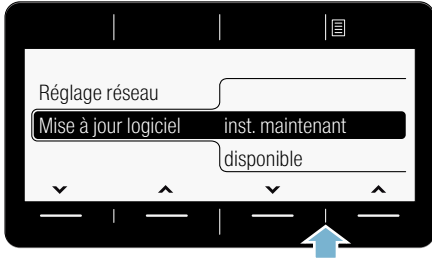 Réglage réseau
Mise à jour logiciel inst. maintenant
disponible